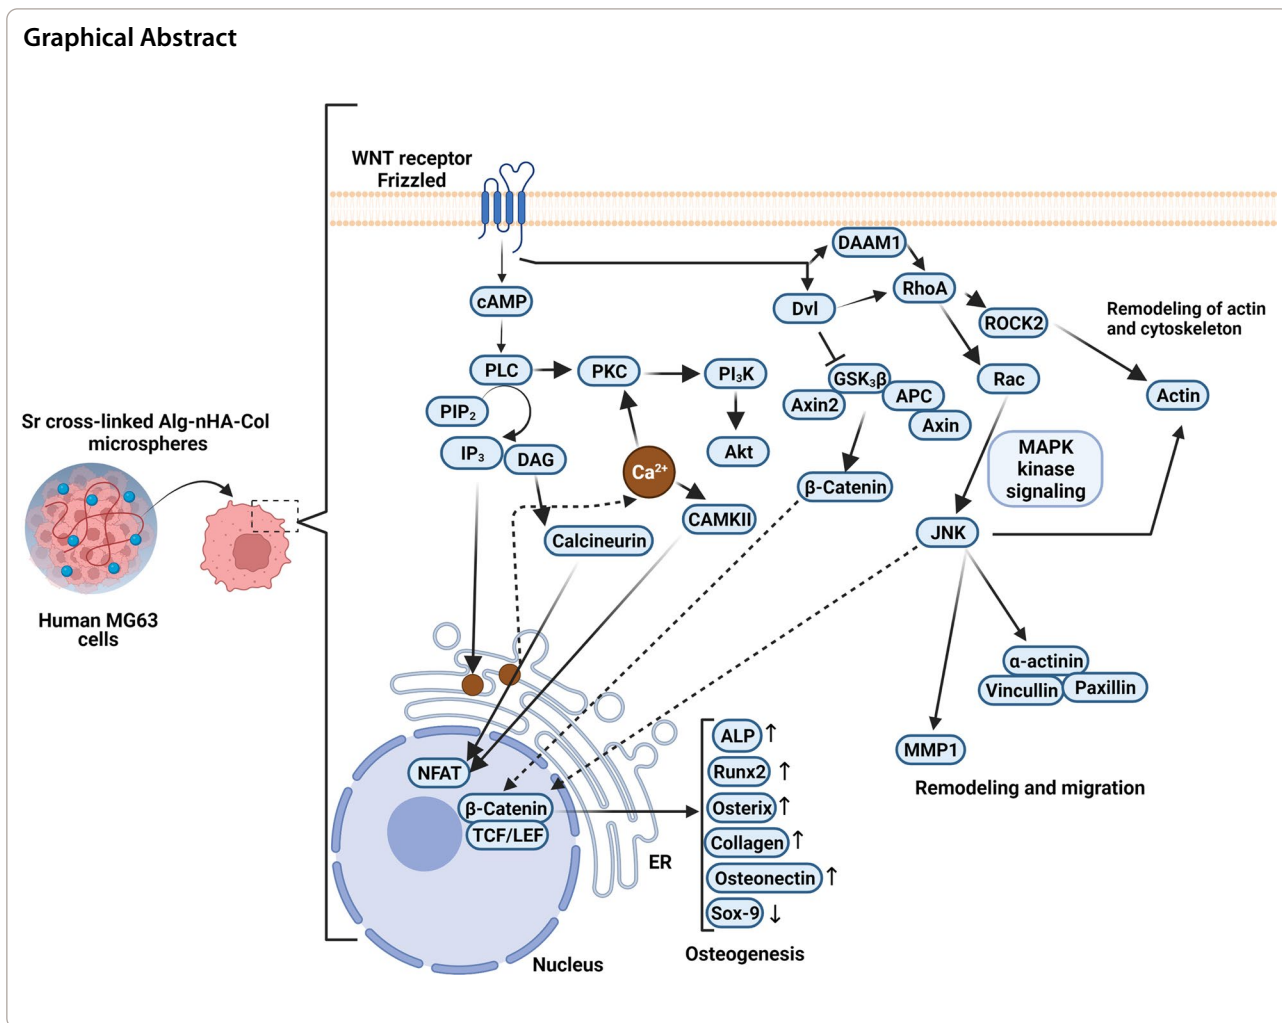 Graphical Abstract
WNT receptor
Frizzled
DAAM1
cAMP
Dvl
RhoA
ROCK2
Remodeling of actin
and cytoskeleton
PLC
PKC
PI₃K
GSK₃β
Rac
Actin
PIP₂
Axin2
APC
Axin
Sr cross-linked Alg-nHA-Col
microspheres
IP₃
DAG
Ca²⁺
Akt
MAPK
kinase
signaling
β-Catenin
CAMKII
Calcineurin
JNK
Human MG63
cells
α-actinin
Vincullin
Paxillin
ALP ↑
MMP1
NFAT
Runx2 ↑
Remodeling and migration
β-Catenin
Osterix ↑
TCF/LEF
Collagen ↑
ER
Osteonectin ↑
Sox-9 ↓
Osteogenesis
Nucleus